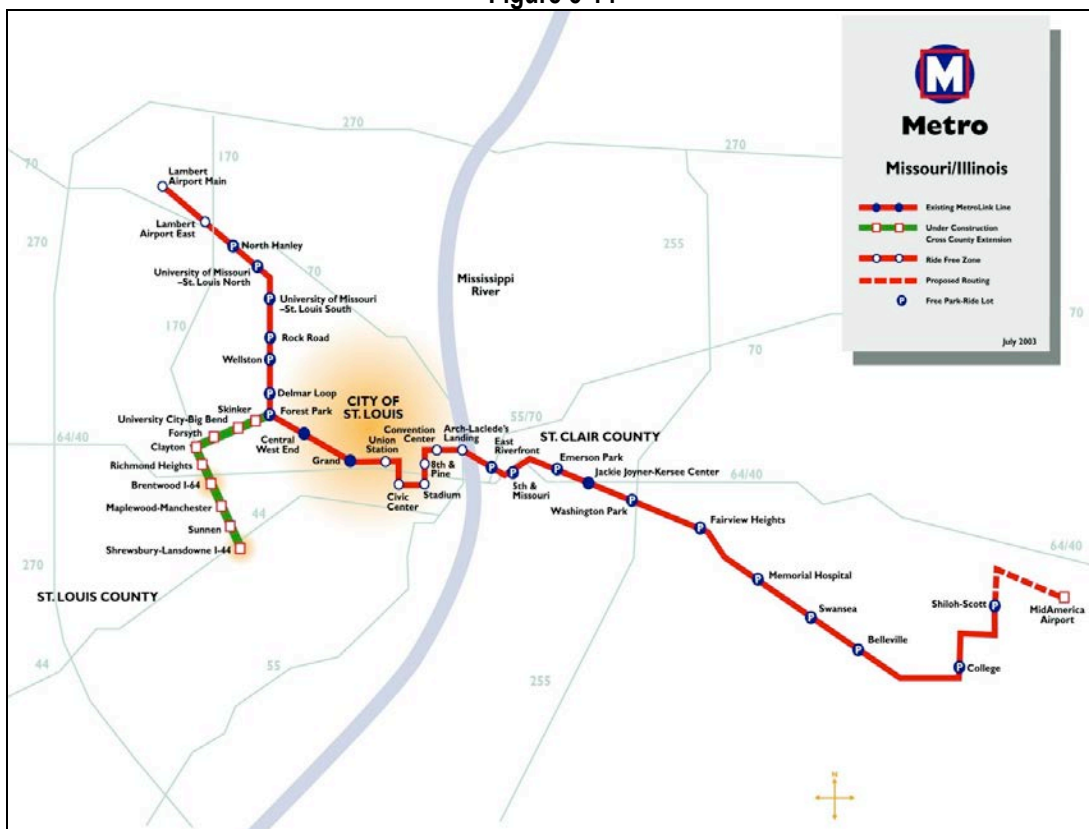 Metro
Missouri/Illinois
Existing MetroLink Line
Under Construction
Cross County Extension
Ride Free Zone
Proposed Routing
P Free Park-Ride Lot
July 2003
M
270
270
170
70
Lambert
Airport Main
Lambert
Airport East
North Hanley
University of Missouri
–St. Louis North
70
270
255
Mississippi
River
University of Missouri
–St. Louis South
170
Rock Road
Wellston
70
70
Delmar Loop
Skinker
Forest Park
University City-Big Bend
Forsyth
Clayton
64/40
Richmond Heights
Brentwood I-64
Maplewood-Manchester
Sunnen
Shrewsbury-Lansdowne I-44
44
CITY OF
ST. LOUIS
Central
West End
Grand
Union
Station
Convention
Center
8th &
Pine
Civic
Center
Stadium
Arch-Laclede's
Landing
55/70
East
Riverfront
5th &
Missouri
ST. CLAIR COUNTY
Emerson Park
Jackie Joyner-Kersee Center
64/40
Washington Park
Fairview Heights
64/40
Memorial Hospital
Swansea
Belleville
Shiloh-Scott
MidAmerica
Airport
College
270
ST. LOUIS COUNTY
44
55
255
N